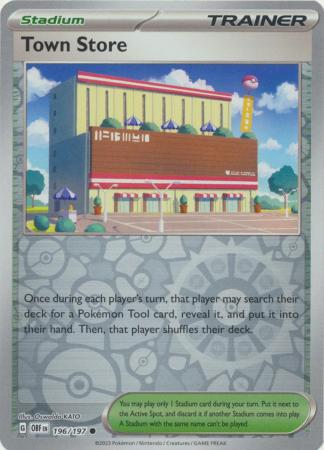 Stadium
TRAINER
Town Store
Once during each player's turn, that player may search their
deck for a Pokémon Tool card, reveal it, and put it into
their hand. Then, that player shuffles their deck.
Illus. Oswaldo KATO
You may play only 1 Stadium card during your turn. Put it next to
the Active Spot, and discard it if another Stadium comes into play.
A Stadium with the same name can't be played.
G OBF EN 196/197
©2023 Pokémon / Nintendo / Creatures / GAME FREAK